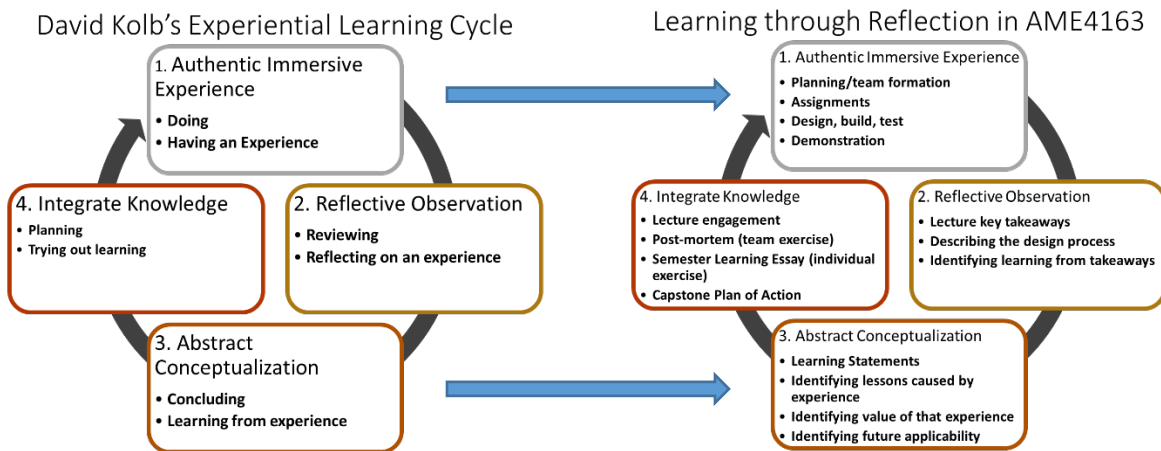 David Kolb's Experiential Learning Cycle
1. Authentic Immersive
Experience
• Doing
• Having an Experience
4. Integrate Knowledge
• Planning
• Trying out learning
2. Reflective Observation
• Reviewing
• Reflecting on an experience
3. Abstract
Conceptualization
• Concluding
• Learning from experience
Learning through Reflection in AME4163
1. Authentic Immersive Experience
• Planning/team formation
• Assignments
• Design, build, test
• Demonstration
4. Integrate Knowledge
• Lecture engagement
• Post-mortem (team exercise)
• Semester Learning Essay (individual
exercise)
• Capstone Plan of Action
2. Reflective Observation
• Lecture key takeaways
• Describing the design process
• Identifying learning from takeaways
3. Abstract Conceptualization
• Learning Statements
• Identifying lessons caused by
experience
• Identifying value of that experience
• Identifying future applicability